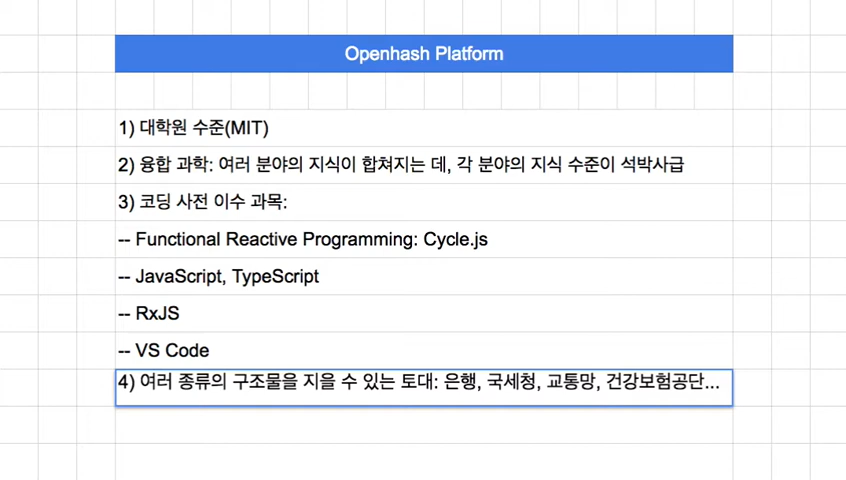 Openhash Platform
1) 대학원 수준(MIT)
2) 융합 과학: 여러 분야의 지식이 합쳐지는 데, 각 분야의 지식 수준이 석박사급
3) 코딩 사전 이수 과목:
-- Functional Reactive Programming: Cycle.js
-- JavaScript, TypeScript
-- RxJS
-- VS Code
4) 여러 종류의 구조물을 지을 수 있는 토대: 은행, 국세청, 교통망, 건강보험공단...